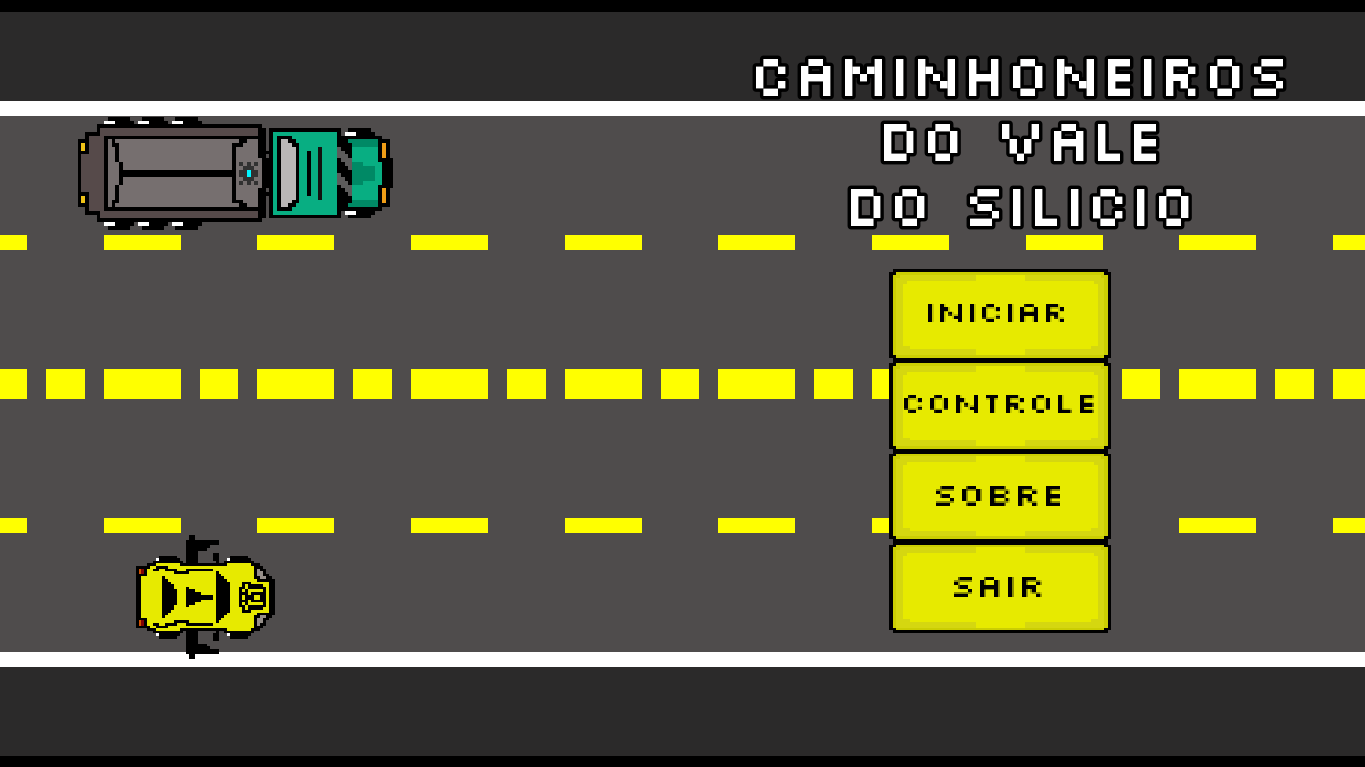 CAMINHONEIROS
DO VALE
DO SILICIO
INICIAR
CONTROLE
SOBRE
SAIR